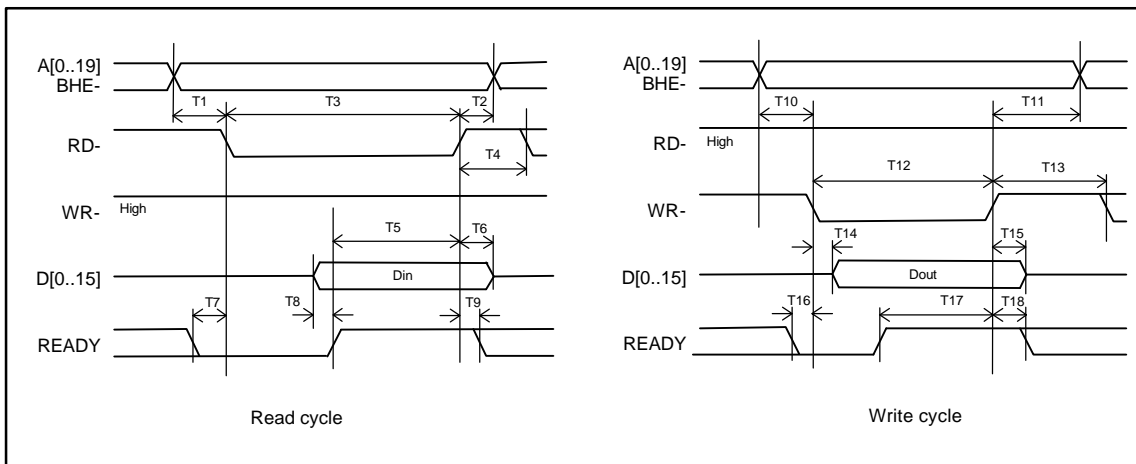 A[0..19]
BHE-
T1 T3 T2
RD-
T4
WR- High
T5 T6
D[0..15] Din
T7 T8 T9
READY
Read cycle
A[0..19]
BHE-
T10 T11
RD- High
T12 T13
WR-
T14 T15
D[0..15] Dout
T16 T17 T18
READY
Write cycle